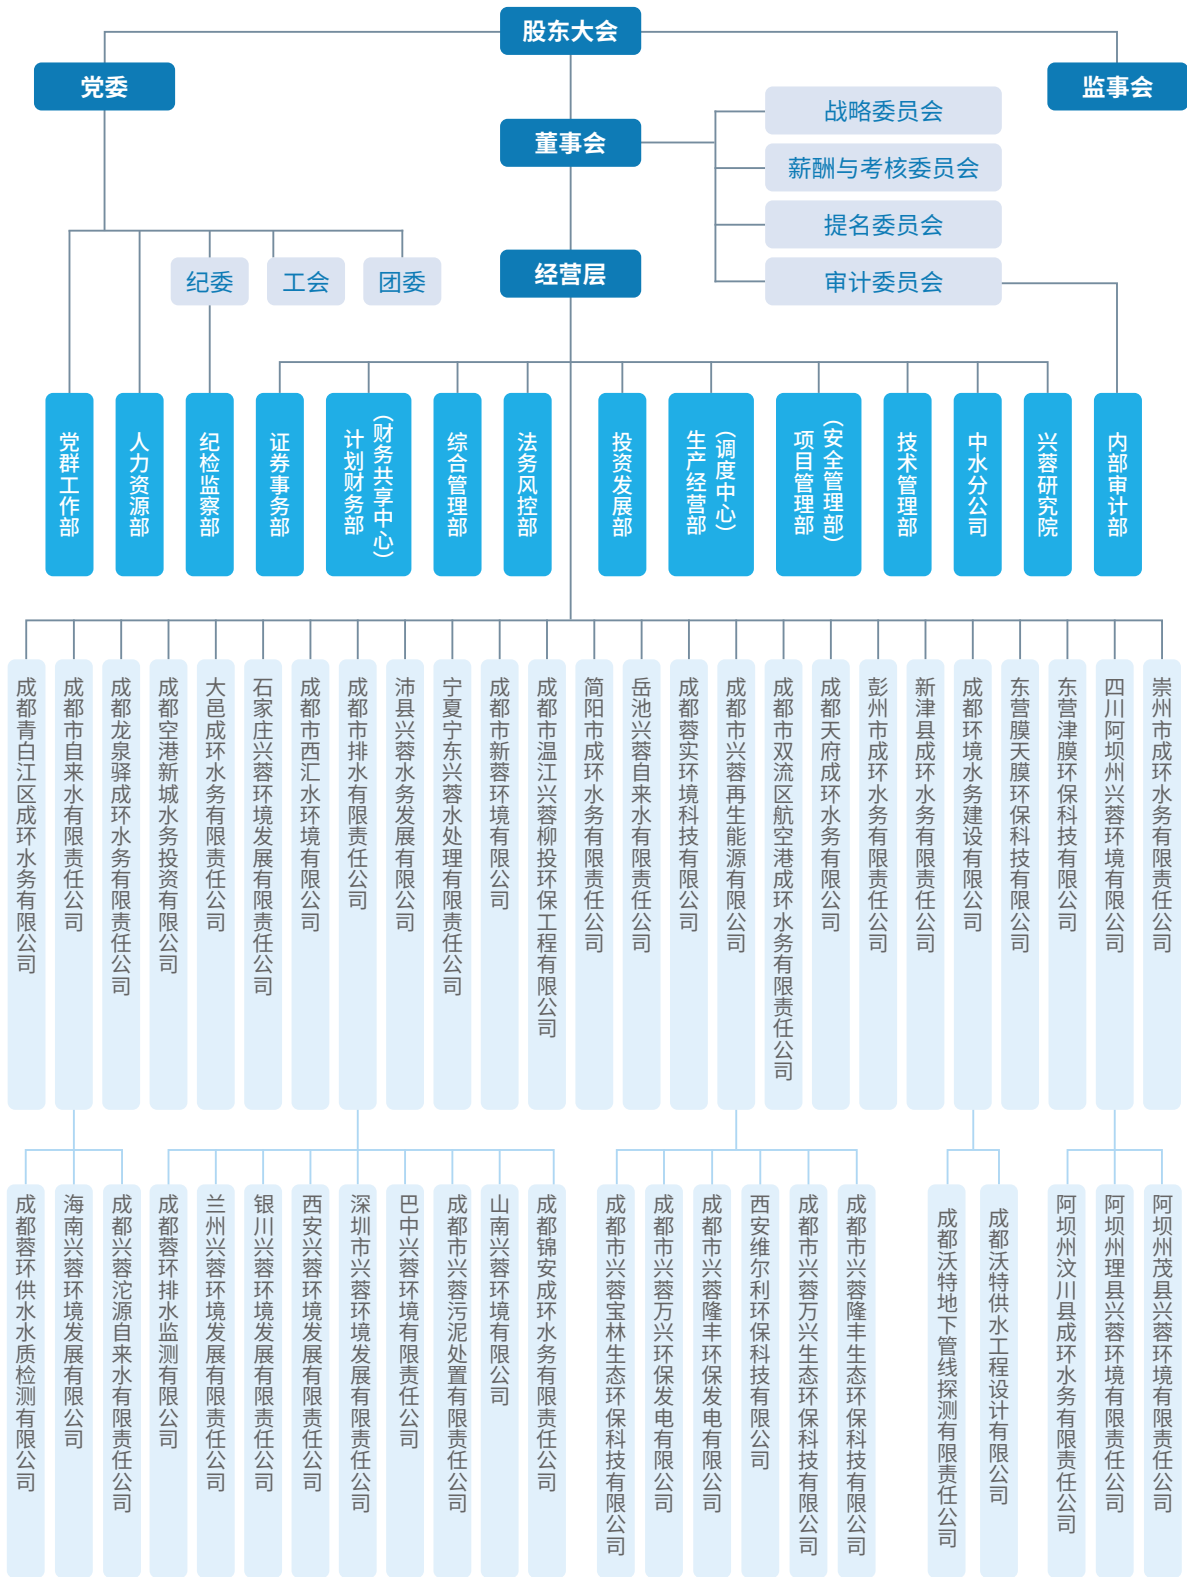 股东大会
党委
监事会
董事会
战略委员会
薪酬与考核委员会
提名委员会
审计委员会
经营层
纪委
工会
团委
党群工作部
人力资源部
纪检监察部
证券事务部
计划财务部
（财务共享中心）
综合管理部
法务风控部
投资发展部
生产经营部
（调度中心）
项目管理部
（安全管理部）
技术管理部
中水分公司
兴蓉研究院
内部审计部
成都青白江区成环水务有限公司
成都市自来水有限责任公司
成都龙泉驿成环水务有限责任公司
成都空港新城水务投资有限公司
大邑成环水务有限责任公司
石家庄兴蓉环境发展有限责任公司
成都市西汇水环境有限公司
成都市排水有限责任公司
沛县兴蓉水务发展有限公司
宁夏宁东兴蓉水处理有限责任公司
成都市新蓉环境有限公司
成都市温江兴蓉柳投环保工程有限公司
简阳市成环水务有限责任公司
岳池兴蓉自来水有限责任公司
成都蓉实环境科技有限公司
成都市兴蓉再生能源有限公司
成都市双流区航空港成环水务有限责任公司
成都天府成环水务有限公司
彭州市成环水务有限责任公司
新津县成环水务有限责任公司
成都环境水务建设有限公司
东营膜天膜环保科技有限公司
东营津膜环保科技有限公司
四川阿坝州兴蓉环境有限公司
崇州市成环水务有限责任公司
成都蓉环供水水质检测有限公司
海南兴蓉环境发展有限公司
成都兴蓉沱源自来水有限责任公司
成都蓉环排水监测有限公司
兰州兴蓉环境发展有限责任公司
银川兴蓉环境发展有限责任公司
西安兴蓉环境发展有限责任公司
深圳市兴蓉环境发展有限责任公司
巴中兴蓉环境有限责任公司
成都市兴蓉污泥处置有限责任公司
山南兴蓉环境有限公司
成都锦安成环水务有限责任公司
成都市兴蓉宝林生态环保科技有限公司
成都市兴蓉万兴环保发电有限公司
成都市兴蓉隆丰环保发电有限公司
西安维尔利环保科技有限公司
成都市兴蓉万兴生态环保科技有限公司
成都市兴蓉隆丰生态环保科技有限公司
成都沃特地下管线探测有限责任公司
成都沃特供水工程设计有限公司
阿坝州汶川县成环水务有限责任公司
阿坝州理县兴蓉环境有限责任公司
阿坝州茂县兴蓉环境有限责任公司